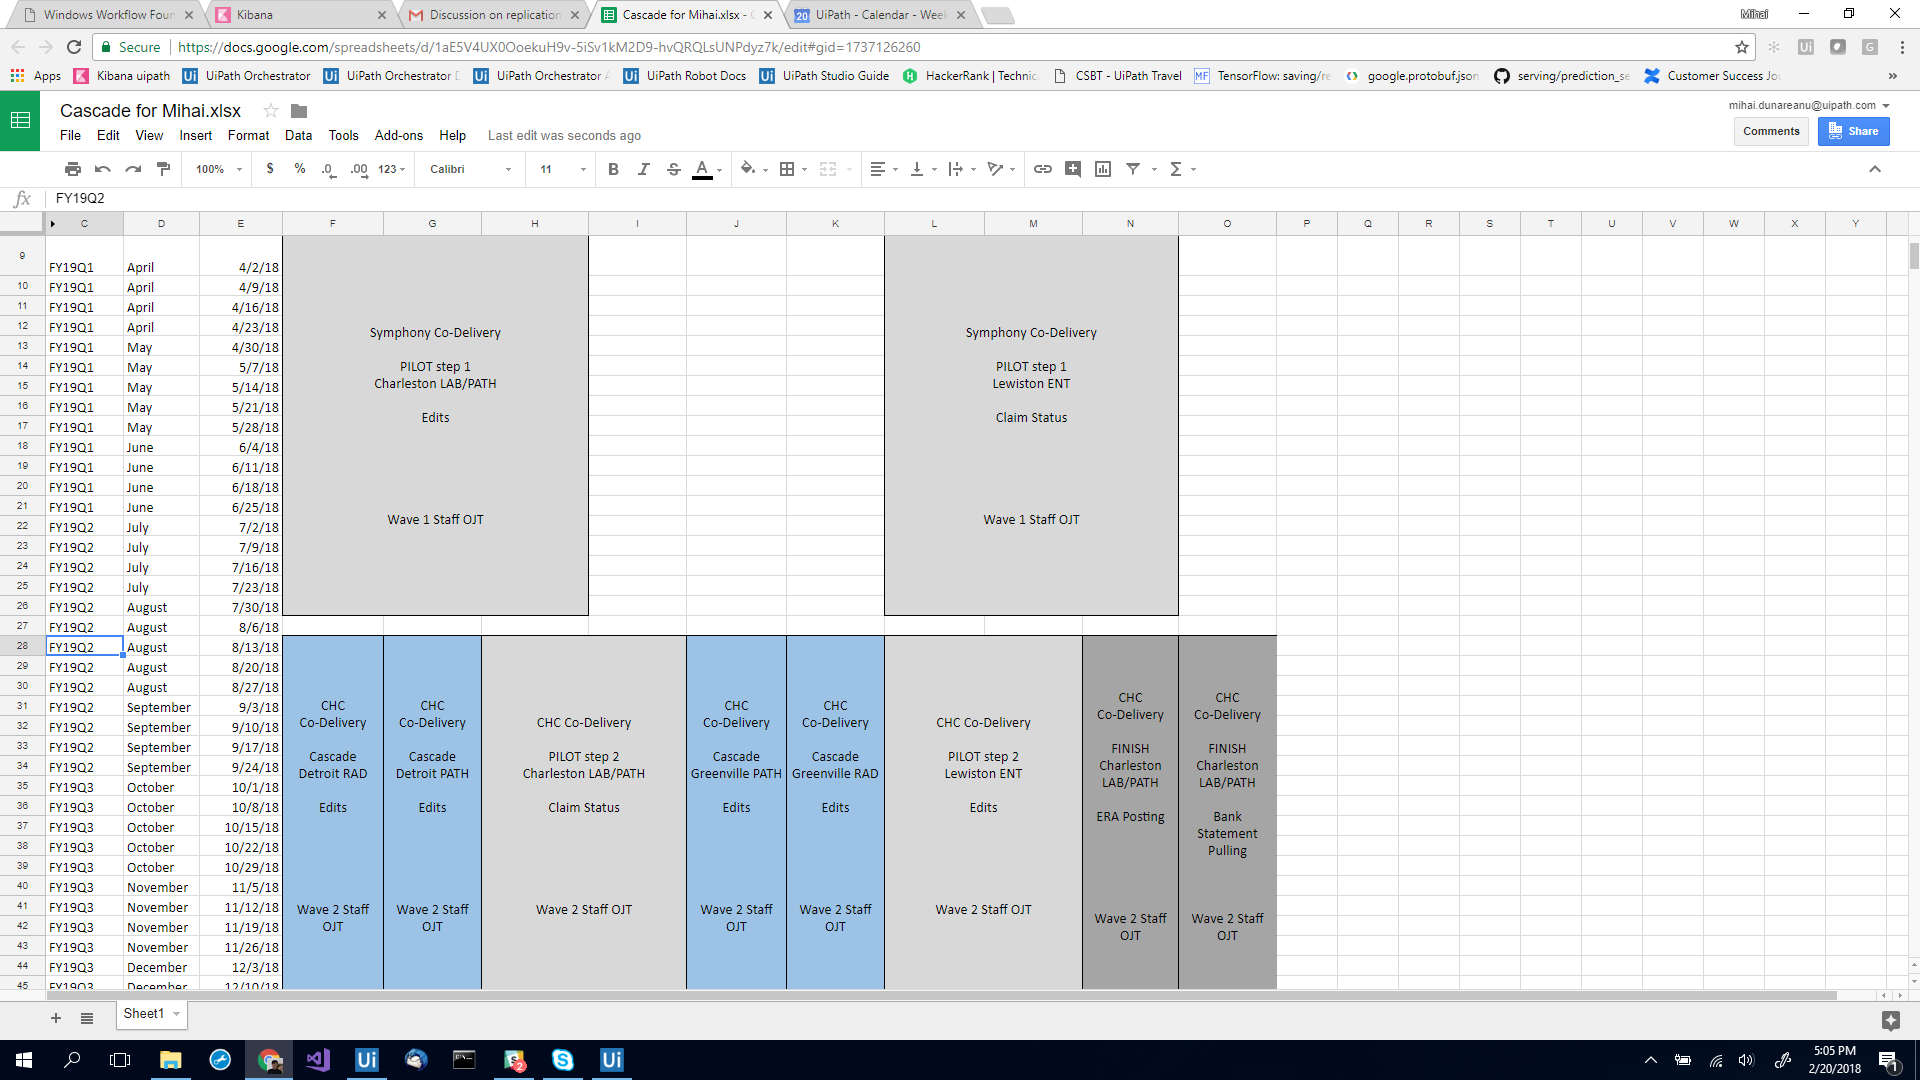 Windows Workflow Foun
Kibana
Discussion on replication
Cascade for Mihai.xlsx - G
UiPath - Calendar - Week
Mihai
Secure
https://docs.google.com/spreadsheets/d/1aE5V4UX0OoekuH9v-5iSv1kM2D9-hvQRQLsUNPdyz7k/edit#gid=1737126260
Apps
Kibana uipath
UiPath Orchestrator
UiPath Orchestrator D
UiPath Orchestrator A
UiPath Robot Docs
UiPath Studio Guide
HackerRank | Technic
CSBT - UiPath Travel
TensorFlow: saving/re
google.protobuf.json
serving/prediction_se
Customer Success Jou
Cascade for Mihai.xlsx
mihai.dunareanu@uipath.com
File Edit View Insert Format Data Tools Add-ons Help Last edit was seconds ago
Comments
Share
100% $ % .0 .00 123 Calibri 11 B I S A
fx FY19Q2
C D E F G H I J K L M N O P Q R S T U V W X Y
9 FY19Q1 April 4/2/18
10 FY19Q1 April 4/9/18
11 FY19Q1 April 4/16/18
12 FY19Q1 April 4/23/18
13 FY19Q1 May 4/30/18
14 FY19Q1 May 5/7/18
15 FY19Q1 May 5/14/18
16 FY19Q1 May 5/21/18
17 FY19Q1 May 5/28/18
18 FY19Q1 June 6/4/18
19 FY19Q1 June 6/11/18
20 FY19Q1 June 6/18/18
21 FY19Q1 June 6/25/18
22 FY19Q2 July 7/2/18
23 FY19Q2 July 7/9/18
24 FY19Q2 July 7/16/18
25 FY19Q2 July 7/23/18
26 FY19Q2 August 7/30/18
27 FY19Q2 August 8/6/18
28 FY19Q2 August 8/13/18
29 FY19Q2 August 8/20/18
30 FY19Q2 August 8/27/18
31 FY19Q2 September 9/3/18
32 FY19Q2 September 9/10/18
33 FY19Q2 September 9/17/18
34 FY19Q2 September 9/24/18
35 FY19Q3 October 10/1/18
36 FY19Q3 October 10/8/18
37 FY19Q3 October 10/15/18
38 FY19Q3 October 10/22/18
39 FY19Q3 October 10/29/18
40 FY19Q3 November 11/5/18
41 FY19Q3 November 11/12/18
42 FY19Q3 November 11/19/18
43 FY19Q3 November 11/26/18
44 FY19Q3 December 12/3/18
45 FY19Q3 December 12/10/18
Symphony Co-Delivery
PILOT step 1
Charleston LAB/PATH
Edits
Wave 1 Staff OJT
Symphony Co-Delivery
PILOT step 1
Lewiston ENT
Claim Status
Wave 1 Staff OJT
CHC
Co-Delivery
Cascade
Detroit RAD
Edits
Wave 2 Staff
OJT
CHC
Co-Delivery
Cascade
Detroit PATH
Edits
Wave 2 Staff
OJT
CHC Co-Delivery
PILOT step 2
Charleston LAB/PATH
Claim Status
Wave 2 Staff OJT
CHC
Co-Delivery
Cascade
Greenville PATH
Edits
Wave 2 Staff
OJT
CHC
Co-Delivery
Cascade
Greenville RAD
Edits
Wave 2 Staff
OJT
CHC Co-Delivery
PILOT step 2
Lewiston ENT
Edits
Wave 2 Staff OJT
CHC
Co-Delivery
FINISH
Charleston
LAB/PATH
ERA Posting
Wave 2 Staff
OJT
CHC
Co-Delivery
FINISH
Charleston
LAB/PATH
Bank
Statement
Pulling
Wave 2 Staff
OJT
Sheet1
5:05 PM
2/20/2018